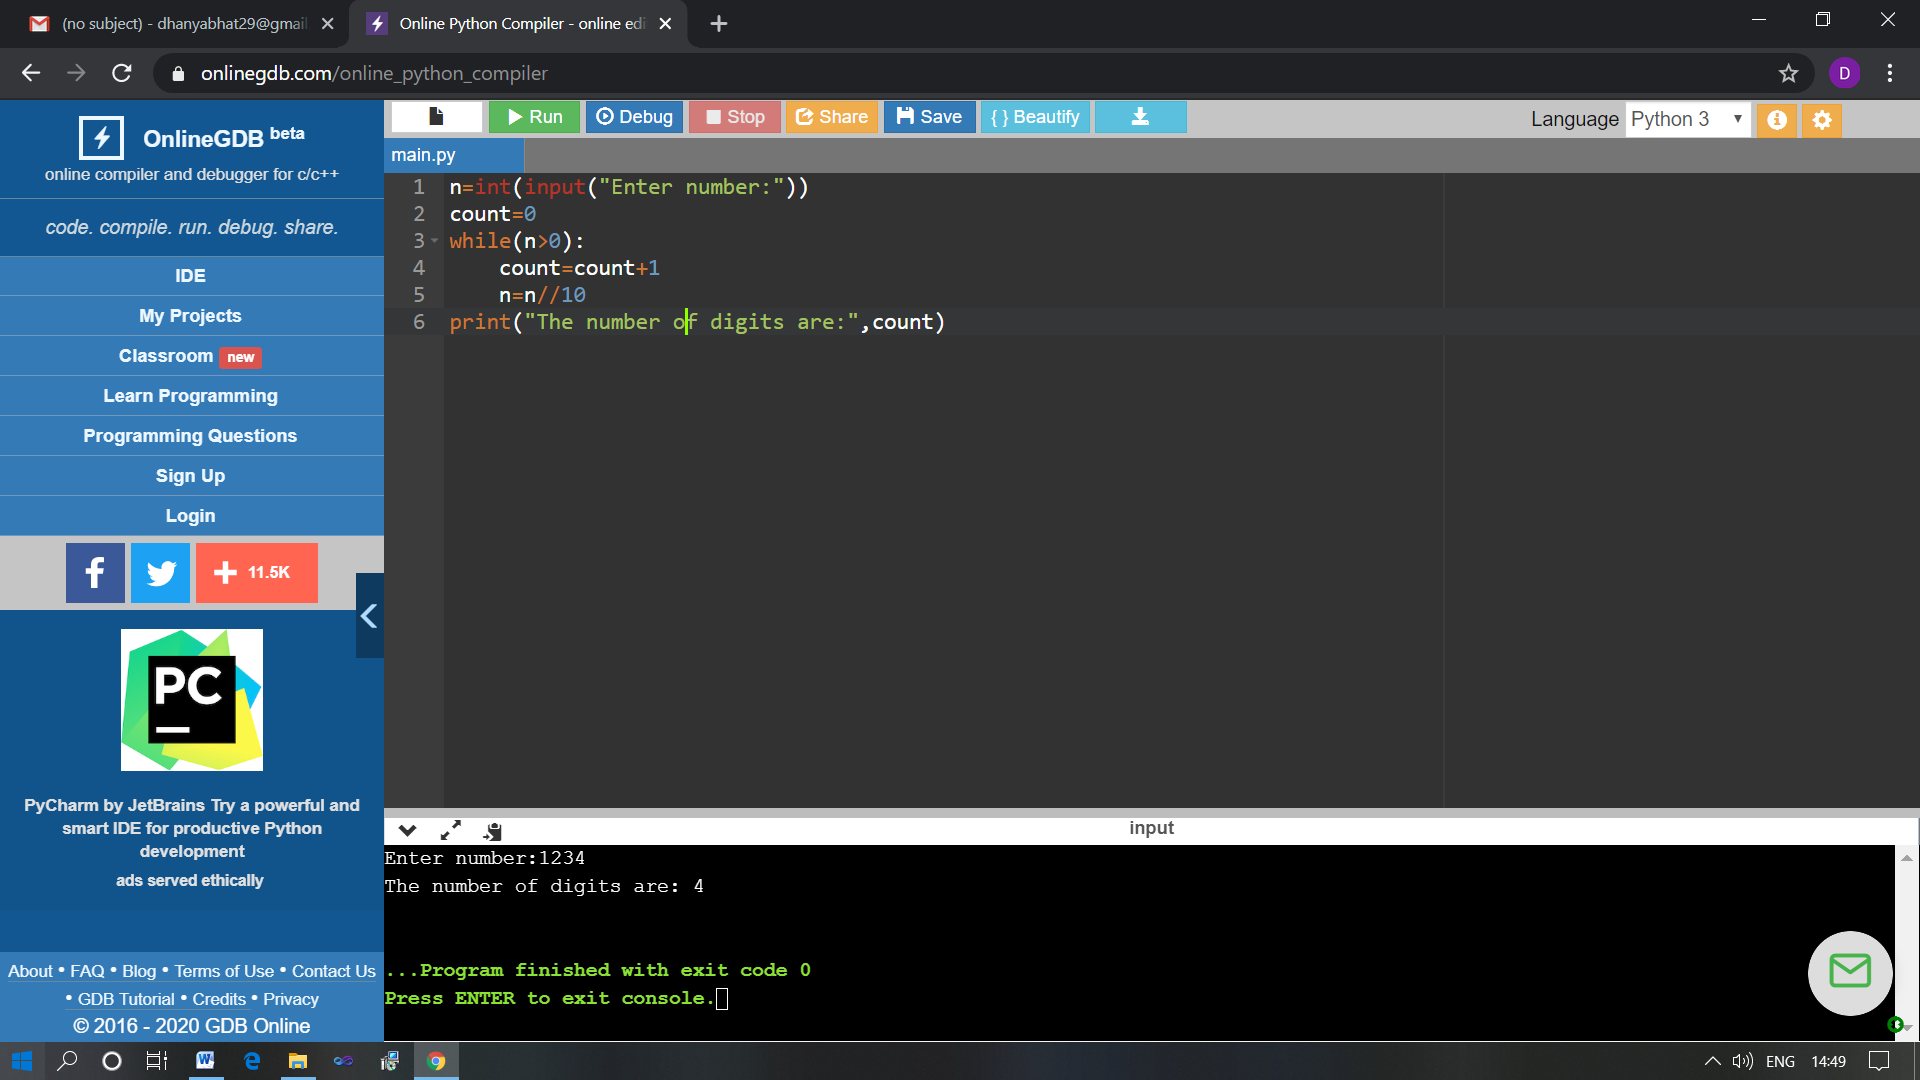 (no subject) - dhanyabhat29@gmail
Online Python Compiler - online edi
onlinegdb.com/online_python_compiler
D
OnlineGDB beta
online compiler and debugger for c/c++
code. compile. run. debug. share.
IDE
My Projects
Classroom new
Learn Programming
Programming Questions
Sign Up
Login
f
11.5K
PC
PyCharm by JetBrains Try a powerful and
smart IDE for productive Python
development
ads served ethically
About • FAQ • Blog • Terms of Use • Contact Us
• GDB Tutorial • Credits • Privacy
© 2016 - 2020 GDB Online
Run
Debug
Stop
Share
Save
{ } Beautify
Language Python 3
main.py
1 n=int(input("Enter number:"))
2 count=0
3 while(n>0):
4     count=count+1
5     n=n//10
6 print("The number of digits are:",count)
input
Enter number:1234
The number of digits are: 4
...Program finished with exit code 0
Press ENTER to exit console.
ENG 14:49